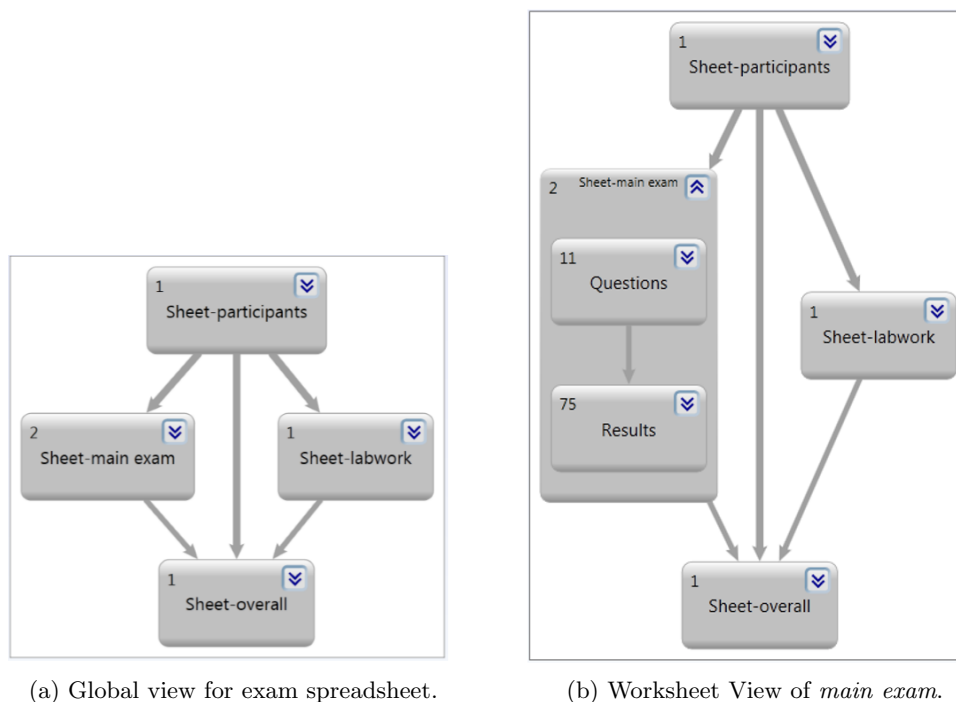 1
Sheet-participants
2
Sheet-main exam
1
Sheet-labwork
1
Sheet-overall
(a) Global view for exam spreadsheet.
1
Sheet-participants
2 Sheet-main exam
11
Questions
75
Results
1
Sheet-labwork
1
Sheet-overall
(b) Worksheet View of main exam.